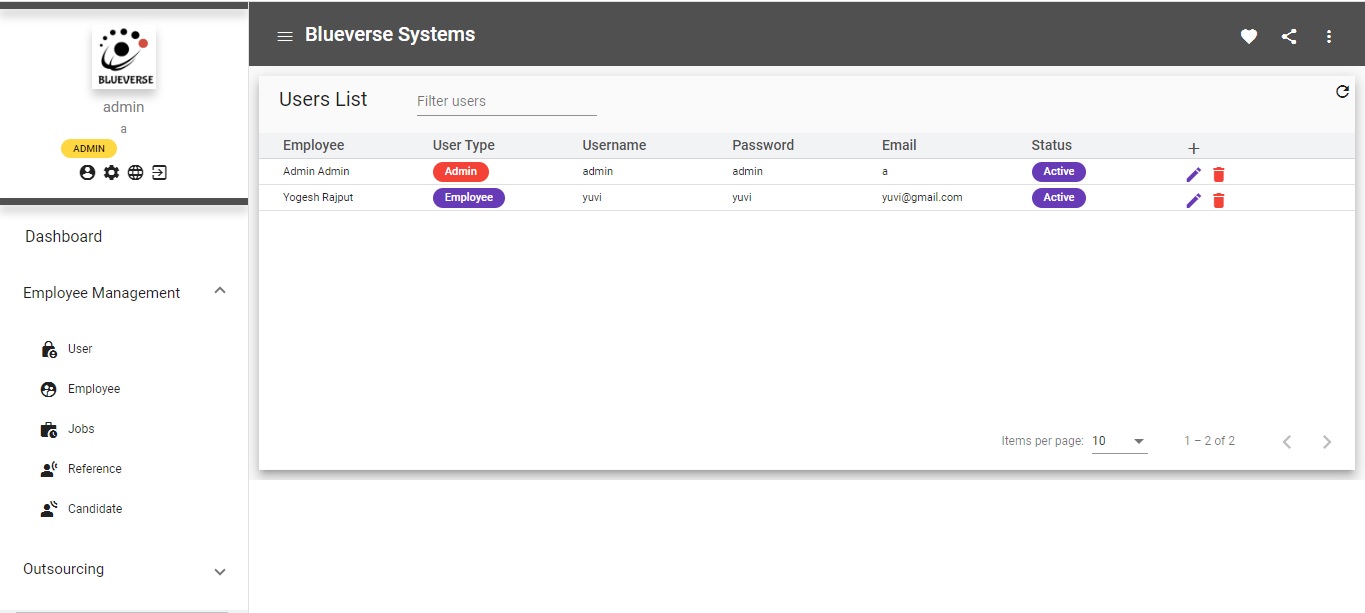 BLUEVERSE
admin
a
ADMIN
Dashboard
Employee Management
User
Employee
Jobs
Reference
Candidate
Outsourcing
Blueverse Systems
Users List
Filter users
Employee User Type Username Password Email Status
Admin Admin Admin admin admin a Active
Yogesh Rajput Employee yuvi yuvi yuvi@gmail.com Active
Items per page: 10 1 – 2 of 2